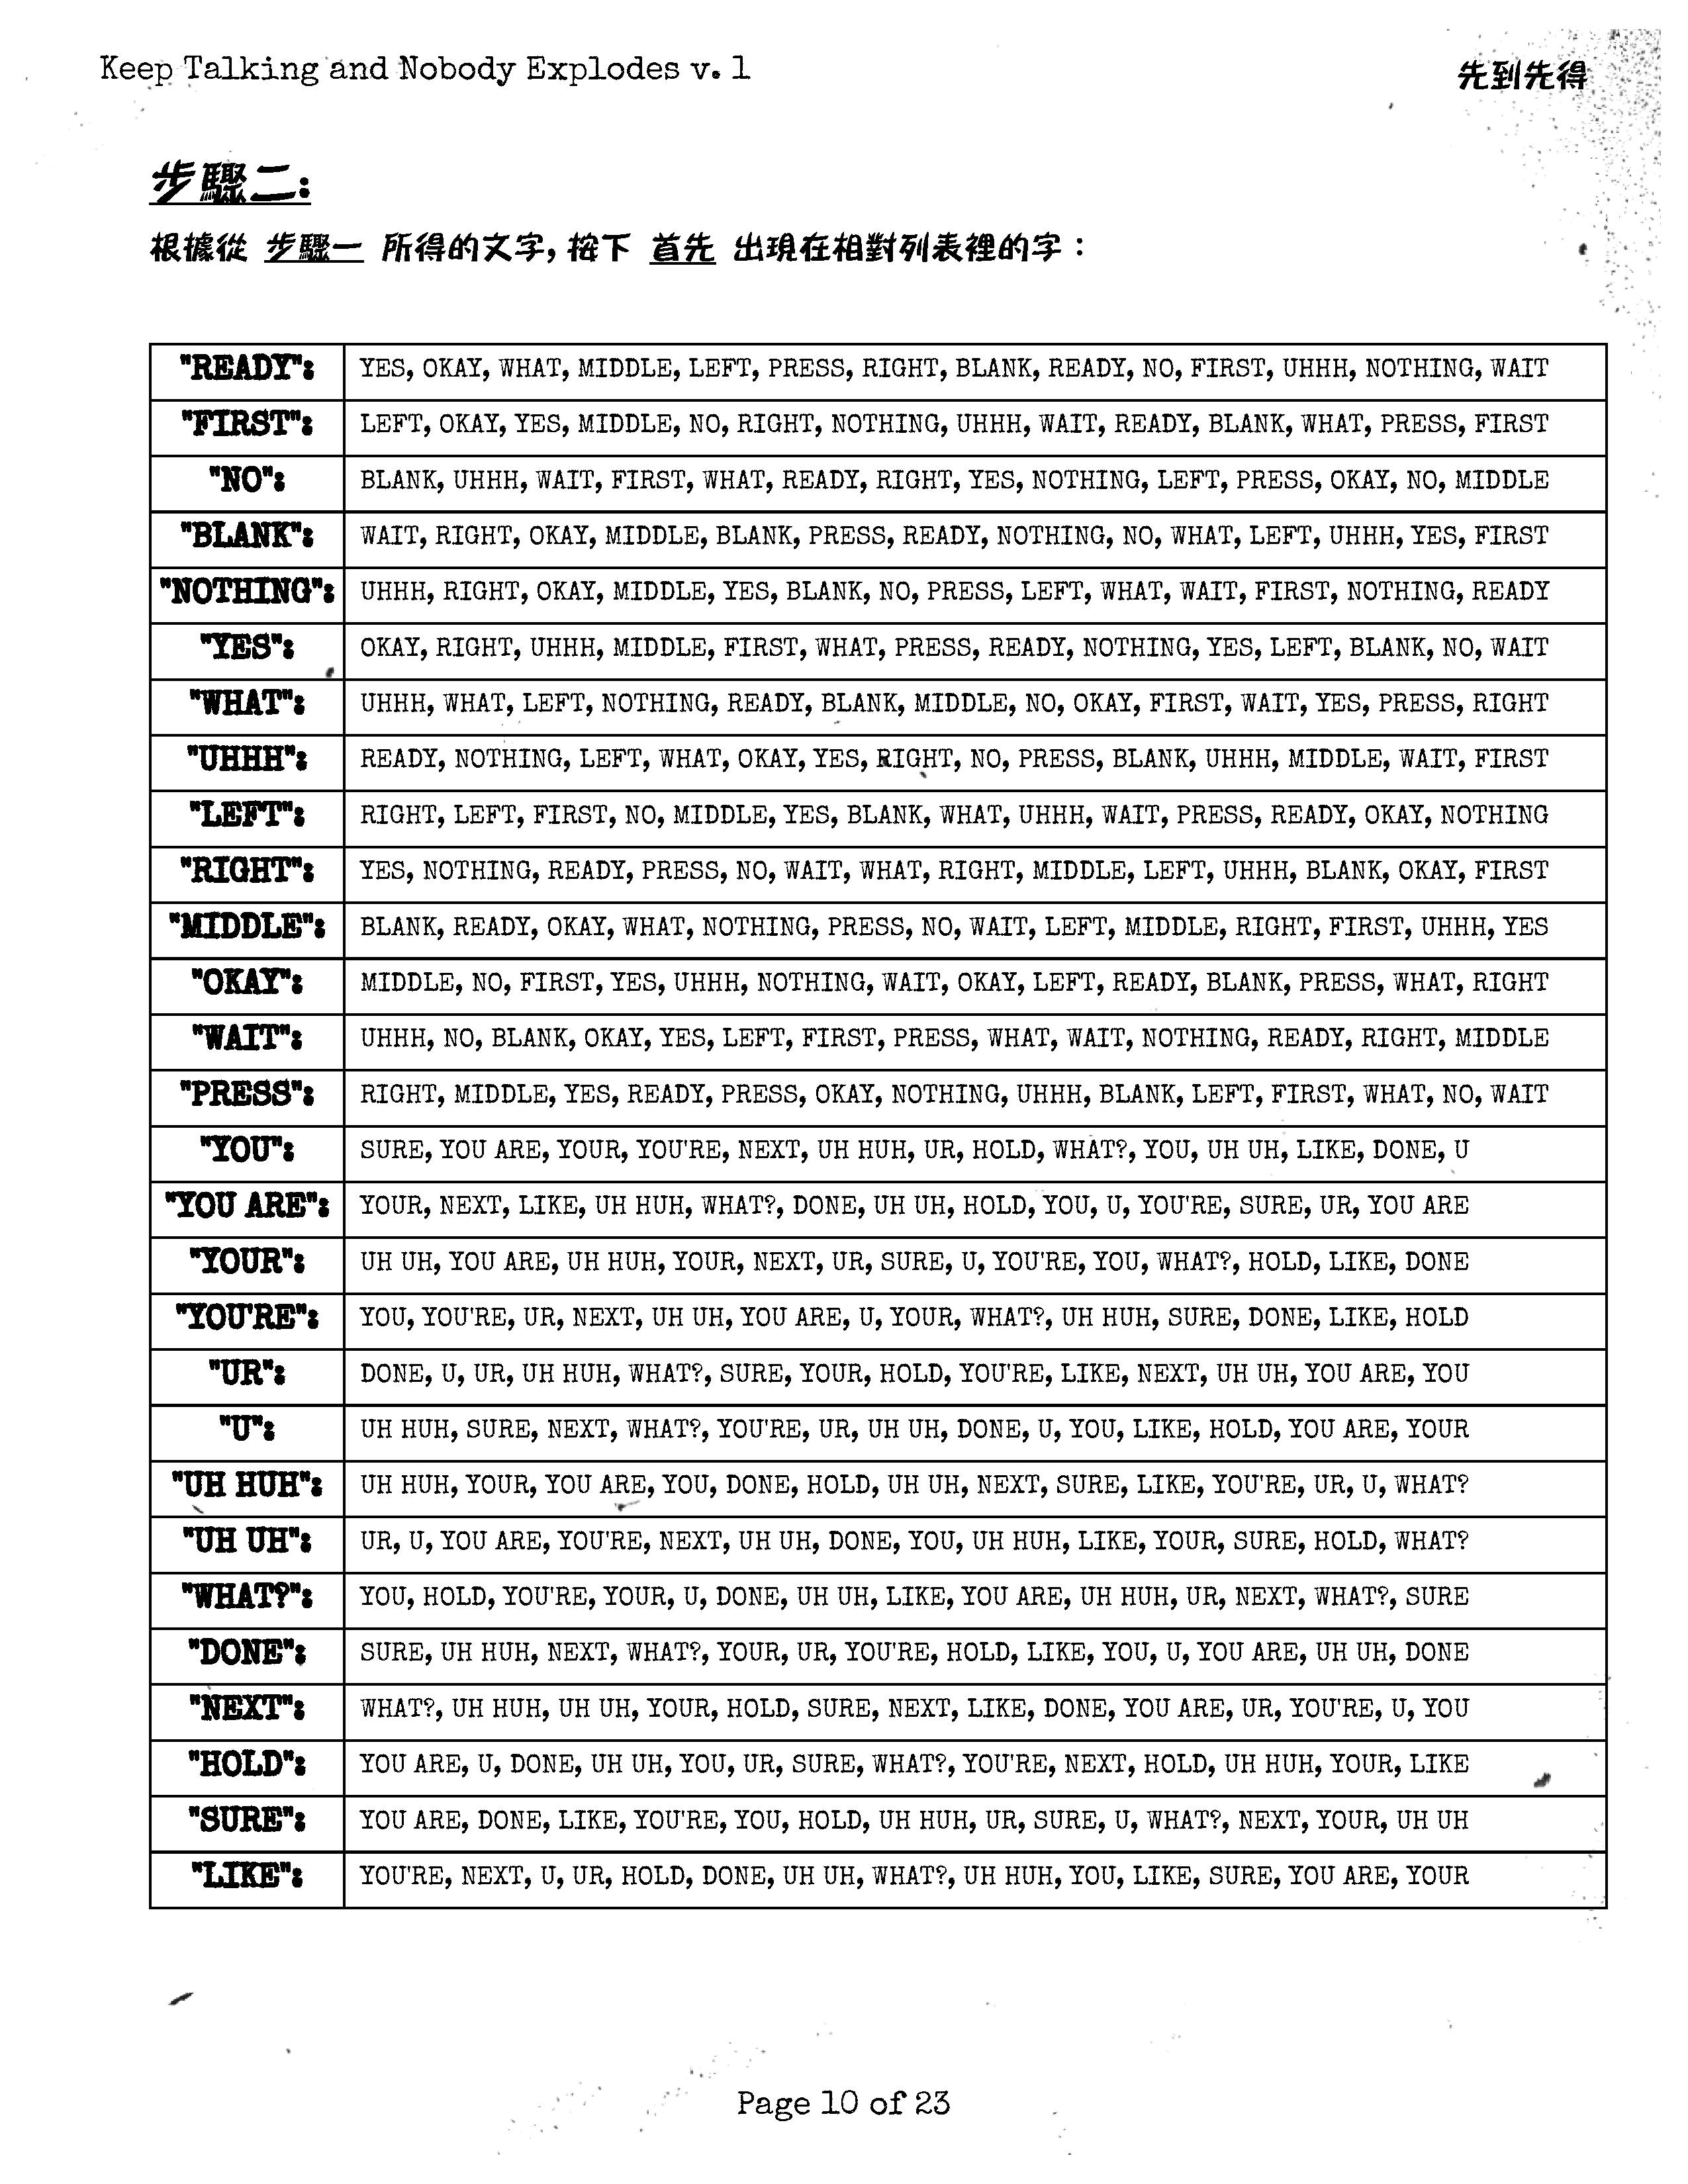 Keep Talking and Nobody Explodes v. 1
先到先得
步驟二:
根據從 步驟一 所得的文字, 按下 首先 出現在相對列表裡的字：
"READY": YES, OKAY, WHAT, MIDDLE, LEFT, PRESS, RIGHT, BLANK, READY, NO, FIRST, UHHH, NOTHING, WAIT
"FIRST": LEFT, OKAY, YES, MIDDLE, NO, RIGHT, NOTHING, UHHH, WAIT, READY, BLANK, WHAT, PRESS, FIRST
"NO": BLANK, UHHH, WAIT, FIRST, WHAT, READY, RIGHT, YES, NOTHING, LEFT, PRESS, OKAY, NO, MIDDLE
"BLANK": WAIT, RIGHT, OKAY, MIDDLE, BLANK, PRESS, READY, NOTHING, NO, WHAT, LEFT, UHHH, YES, FIRST
"NOTHING": UHHH, RIGHT, OKAY, MIDDLE, YES, BLANK, NO, PRESS, LEFT, WHAT, WAIT, FIRST, NOTHING, READY
"YES": OKAY, RIGHT, UHHH, MIDDLE, FIRST, WHAT, PRESS, READY, NOTHING, YES, LEFT, BLANK, NO, WAIT
"WHAT": UHHH, WHAT, LEFT, NOTHING, READY, BLANK, MIDDLE, NO, OKAY, FIRST, WAIT, YES, PRESS, RIGHT
"UHHH": READY, NOTHING, LEFT, WHAT, OKAY, YES, RIGHT, NO, PRESS, BLANK, UHHH, MIDDLE, WAIT, FIRST
"LEFT": RIGHT, LEFT, FIRST, NO, MIDDLE, YES, BLANK, WHAT, UHHH, WAIT, PRESS, READY, OKAY, NOTHING
"RIGHT": YES, NOTHING, READY, PRESS, NO, WAIT, WHAT, RIGHT, MIDDLE, LEFT, UHHH, BLANK, OKAY, FIRST
"MIDDLE": BLANK, READY, OKAY, WHAT, NOTHING, PRESS, NO, WAIT, LEFT, MIDDLE, RIGHT, FIRST, UHHH, YES
"OKAY": MIDDLE, NO, FIRST, YES, UHHH, NOTHING, WAIT, OKAY, LEFT, READY, BLANK, PRESS, WHAT, RIGHT
"WAIT": UHHH, NO, BLANK, OKAY, YES, LEFT, FIRST, PRESS, WHAT, WAIT, NOTHING, READY, RIGHT, MIDDLE
"PRESS": RIGHT, MIDDLE, YES, READY, PRESS, OKAY, NOTHING, UHHH, BLANK, LEFT, FIRST, WHAT, NO, WAIT
"YOU": SURE, YOU ARE, YOUR, YOU'RE, NEXT, UH HUH, UR, HOLD, WHAT?, YOU, UH UH, LIKE, DONE, U
"YOU ARE": YOUR, NEXT, LIKE, UH HUH, WHAT?, DONE, UH UH, HOLD, YOU, U, YOU'RE, SURE, UR, YOU ARE
"YOUR": UH UH, YOU ARE, UH HUH, YOUR, NEXT, UR, SURE, U, YOU'RE, YOU, WHAT?, HOLD, LIKE, DONE
"YOU'RE": YOU, YOU'RE, UR, NEXT, UH UH, YOU ARE, U, YOUR, WHAT?, UH HUH, SURE, DONE, LIKE, HOLD
"UR": DONE, U, UR, UH HUH, WHAT?, SURE, YOUR, HOLD, YOU'RE, LIKE, NEXT, UH UH, YOU ARE, YOU
"U": UH HUH, SURE, NEXT, WHAT?, YOU'RE, UR, UH UH, DONE, U, YOU, LIKE, HOLD, YOU ARE, YOUR
"UH HUH": UH HUH, YOUR, YOU ARE, YOU, DONE, HOLD, UH UH, NEXT, SURE, LIKE, YOU'RE, UR, U, WHAT?
"UH UH": UR, U, YOU ARE, YOU'RE, NEXT, UH UH, DONE, YOU, UH HUH, LIKE, YOUR, SURE, HOLD, WHAT?
"WHAT?": YOU, HOLD, YOU'RE, YOUR, U, DONE, UH UH, LIKE, YOU ARE, UH HUH, UR, NEXT, WHAT?, SURE
"DONE": SURE, UH HUH, NEXT, WHAT?, YOUR, UR, YOU'RE, HOLD, LIKE, YOU, U, YOU ARE, UH UH, DONE
"NEXT": WHAT?, UH HUH, UH UH, YOUR, HOLD, SURE, NEXT, LIKE, DONE, YOU ARE, UR, YOU'RE, U, YOU
"HOLD": YOU ARE, U, DONE, UH UH, YOU, UR, SURE, WHAT?, YOU'RE, NEXT, HOLD, UH HUH, YOUR, LIKE
"SURE": YOU ARE, DONE, LIKE, YOU'RE, YOU, HOLD, UH HUH, UR, SURE, U, WHAT?, NEXT, YOUR, UH UH
"LIKE": YOU'RE, NEXT, U, UR, HOLD, DONE, UH UH, WHAT?, UH HUH, YOU, LIKE, SURE, YOU ARE, YOUR
Page 10 of 23